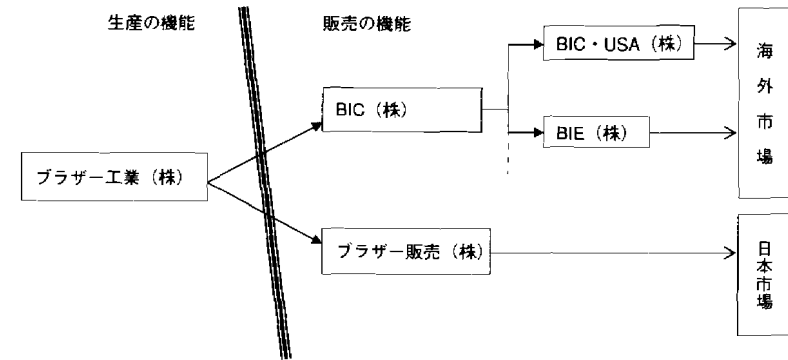 生産の機能
販売の機能
BIC・USA（株）
BIC（株）
BIE（株）
海外市場
ブラザー工業（株）
ブラザー販売（株）
日本市場